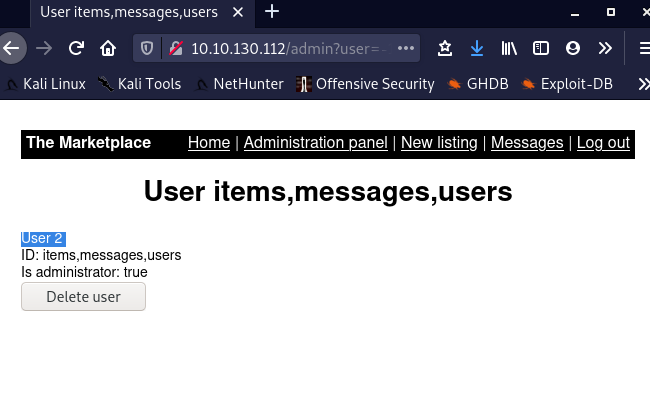 User items,messages,users
10.10.130.112/admin?user=-
Kali Linux Kali Tools NetHunter Offensive Security GHDB Exploit-DB
The Marketplace Home | Administration panel | New listing | Messages | Log out
User items,messages,users
User 2
ID: items,messages,users
Is administrator: true
Delete user